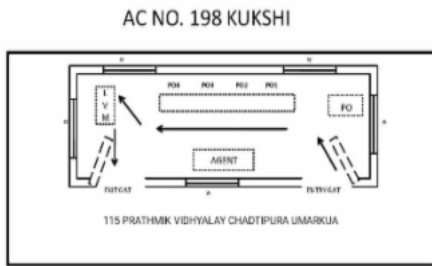 AC NO. 198 KUKSHI
PO4 PO3 PO2 PO1
E
V
M
PO
AGENT
EXITGAT
ENTRYGAT
115 PRATHMIK VIDHYALAY CHADTIPURA UMARKUA